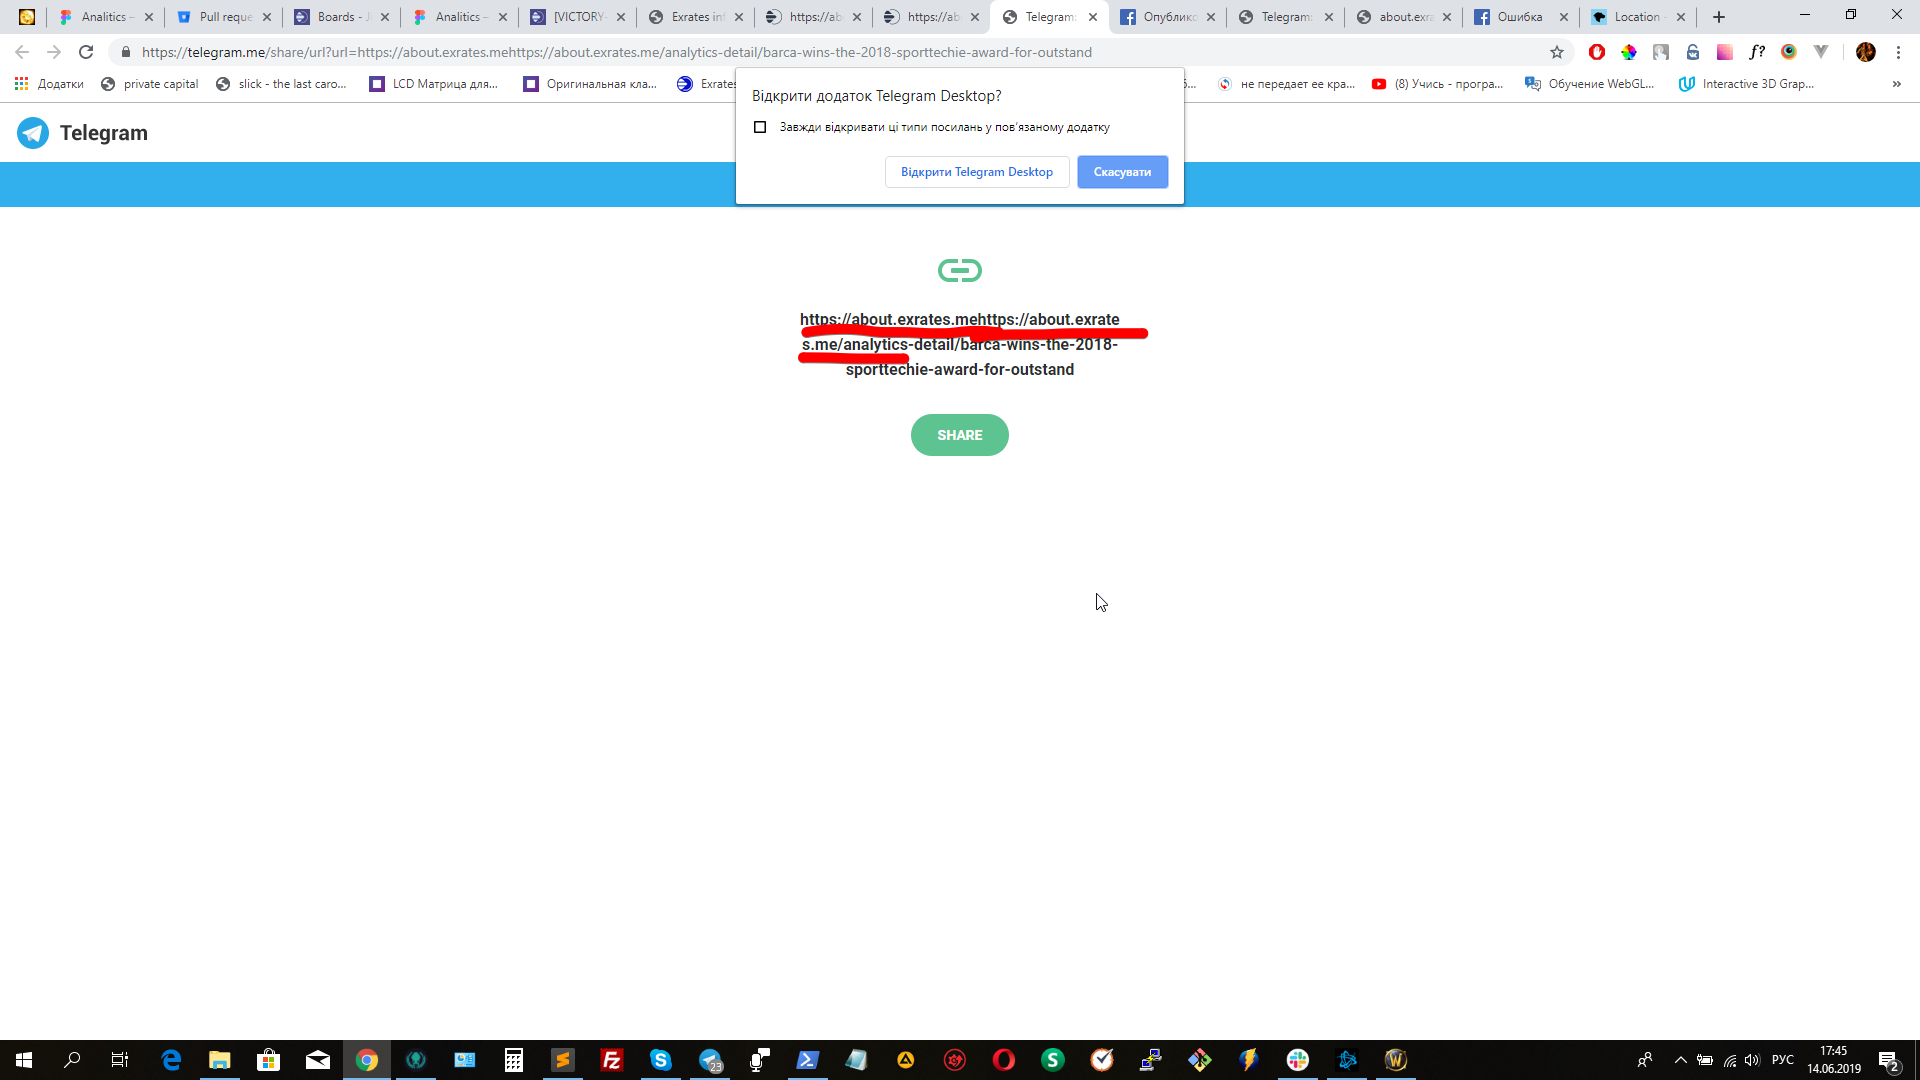 Analitics –
Pull reque
Boards - J
Analitics –
[VICTORY-
Exrates inf
https://ab
https://ab
Telegram:
Опублико
Telegram:
about.exra
Ошибка
Location -
https://telegram.me/share/url?url=https://about.exrates.mehttps://about.exrates.me/analytics-detail/barca-wins-the-2018-sporttechie-award-for-outstand
f?
Додатки
private capital
slick - the last caro...
LCD Матрица для...
Оригинальная кла...
Exrates
не передает ее кра...
(8) Учись - програ...
Обучение WebGL...
Interactive 3D Grap...
»
Відкрити додаток Telegram Desktop?
Завжди відкривати ці типи посилань у пов'язаному додатку
Відкрити Telegram Desktop
Скасувати
Telegram
https://about.exrates.mehttps://about.exrate
s.me/analytics-detail/barca-wins-the-2018-
sporttechie-award-for-outstand
SHARE
23
РУС
17:45
14.06.2019
2